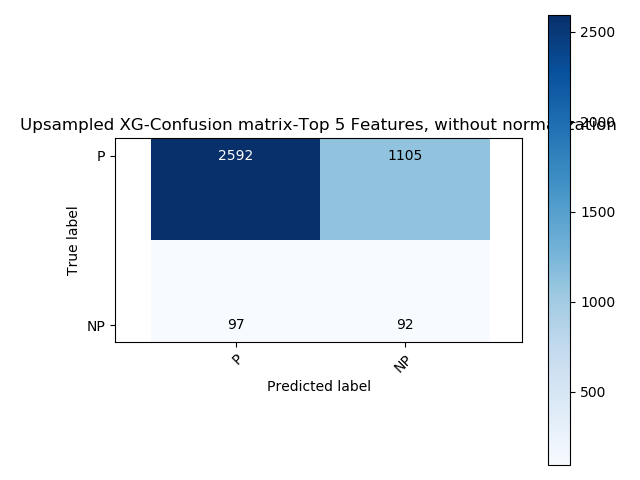 Upsampled XG-Confusion matrix-Top 5 Features, without normalization
2500
2000
1500
1000
500
True label
P
NP
2592 1105
97 92
P NP
Predicted label